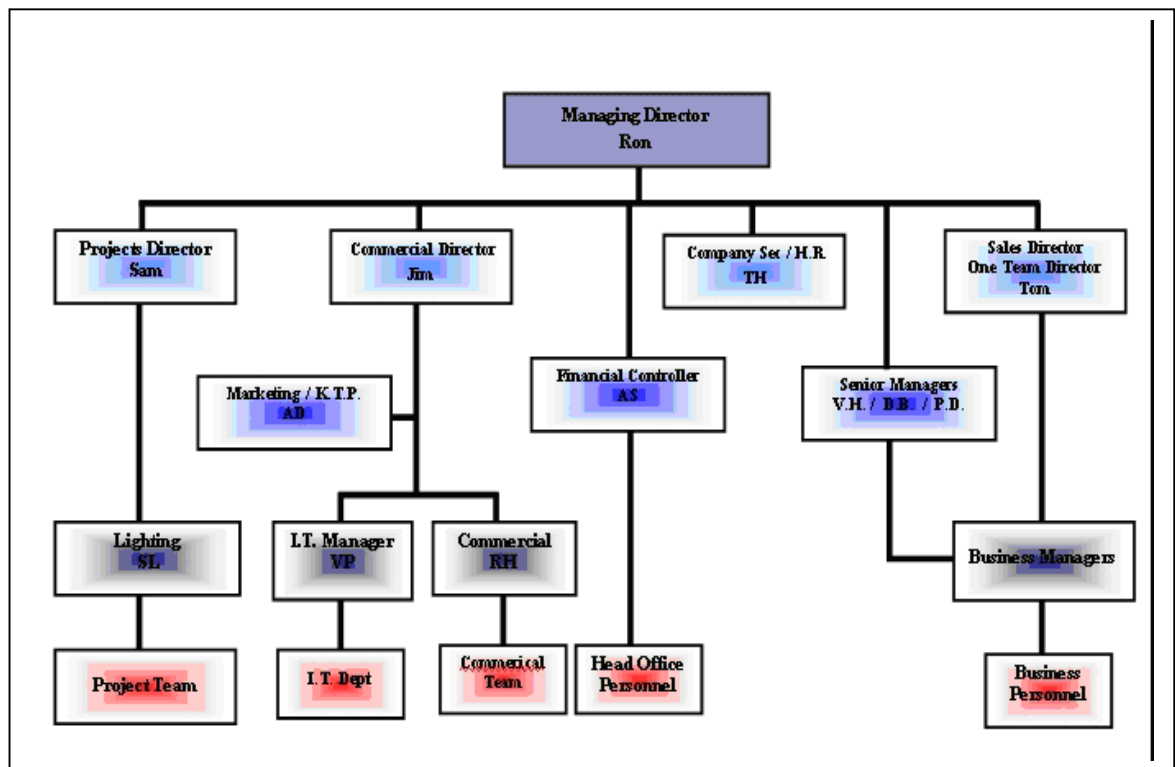 Managing Director
Ron
Projects Director
Sam
Commercial Director
Jim
Company Sec / H.R.
TH
Sales Director
One Team Director
Tom
Marketing / K.T.P.
AD
Financial Controller
AS
Senior Managers
V.H. / D.B. / P.D.
Lighting
SL
I.T. Manager
VP
Commercial
RH
Business Managers
Project Team
I.T. Dept
Commerical
Team
Head Office
Personnel
Business
Personnel